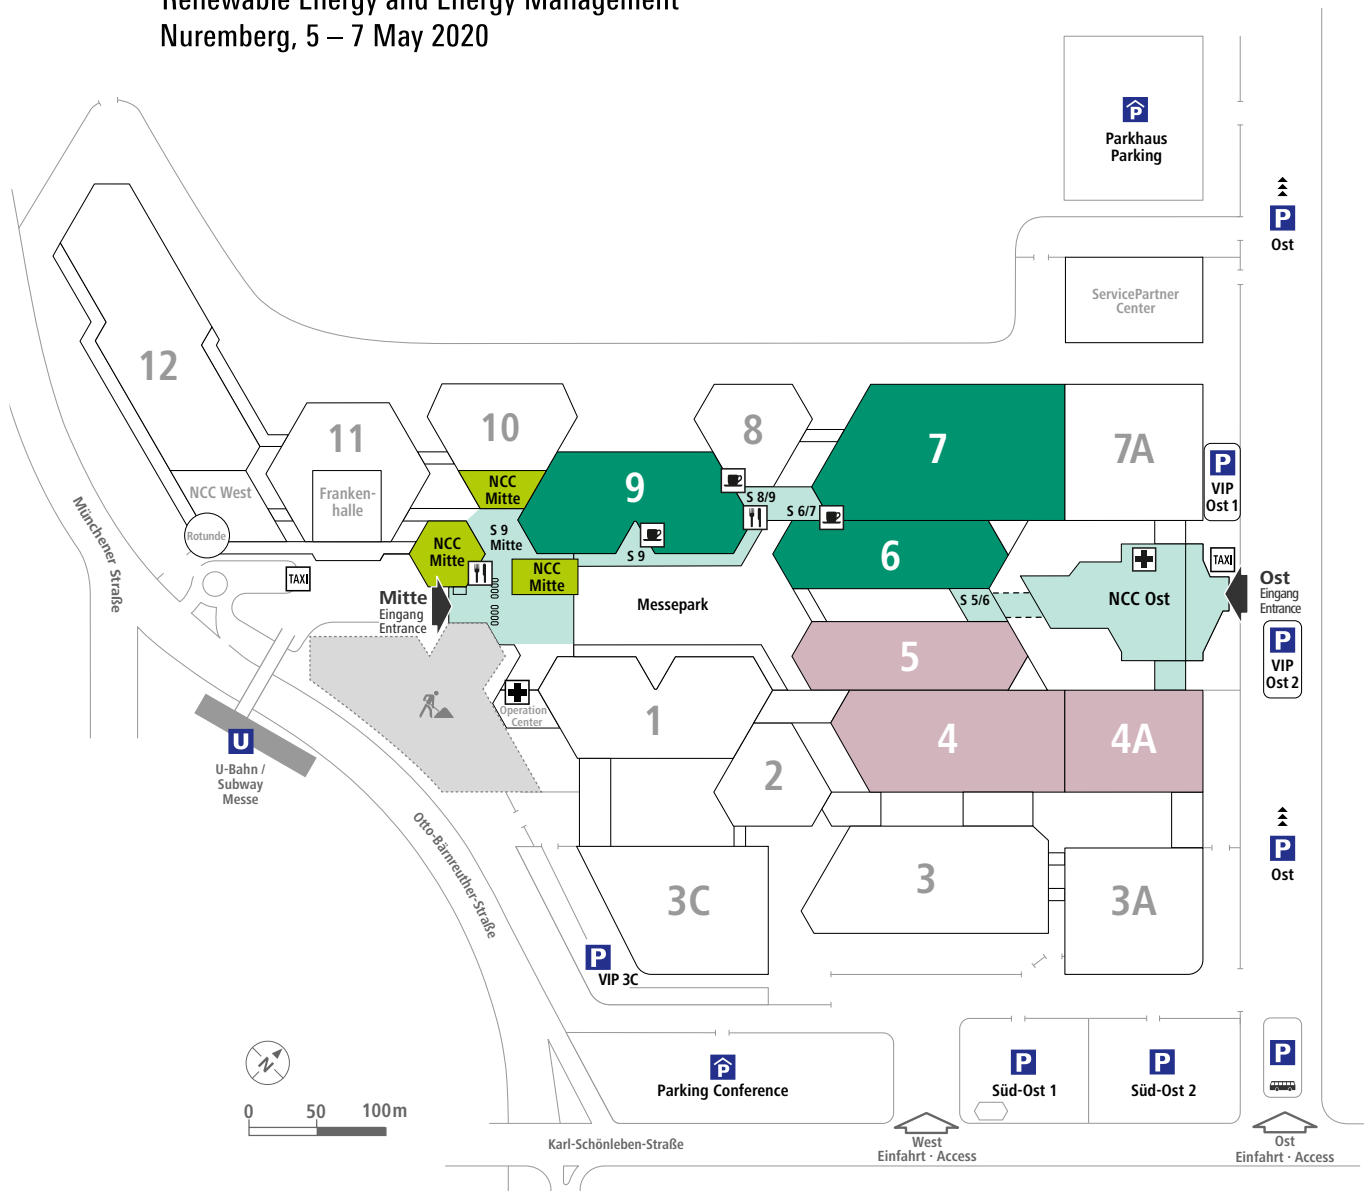 Renewable Energy and Energy Management
Nuremberg, 5 – 7 May 2020
P
Parkhaus
Parking
P
Ost
ServicePartner
Center
12
11
10
8
7
7A
9
NCC West
Franken-
halle
Rotunde
NCC
Mitte
NCC
Mitte
NCC
Mitte
S 9
Mitte
S 9
S 8/9
S 6/7
P
VIP
Ost 1
6
TAXI
TAXI
Mitte
Eingang
Entrance
Messepark
S 5/6
NCC Ost
Ost
Eingang
Entrance
P
VIP
Ost 2
5
Münchener Straße
Operation
Center
1
4
4A
2
U
U-Bahn /
Subway
Messe
Otto-Bärnreuther-Straße
3C
3
3A
P
Ost
P
VIP 3C
N
0
50
100 m
P
Parking Conference
P
Süd-Ost 1
P
Süd-Ost 2
P
Karl-Schönleben-Straße
West
Einfahrt · Access
Ost
Einfahrt · Access